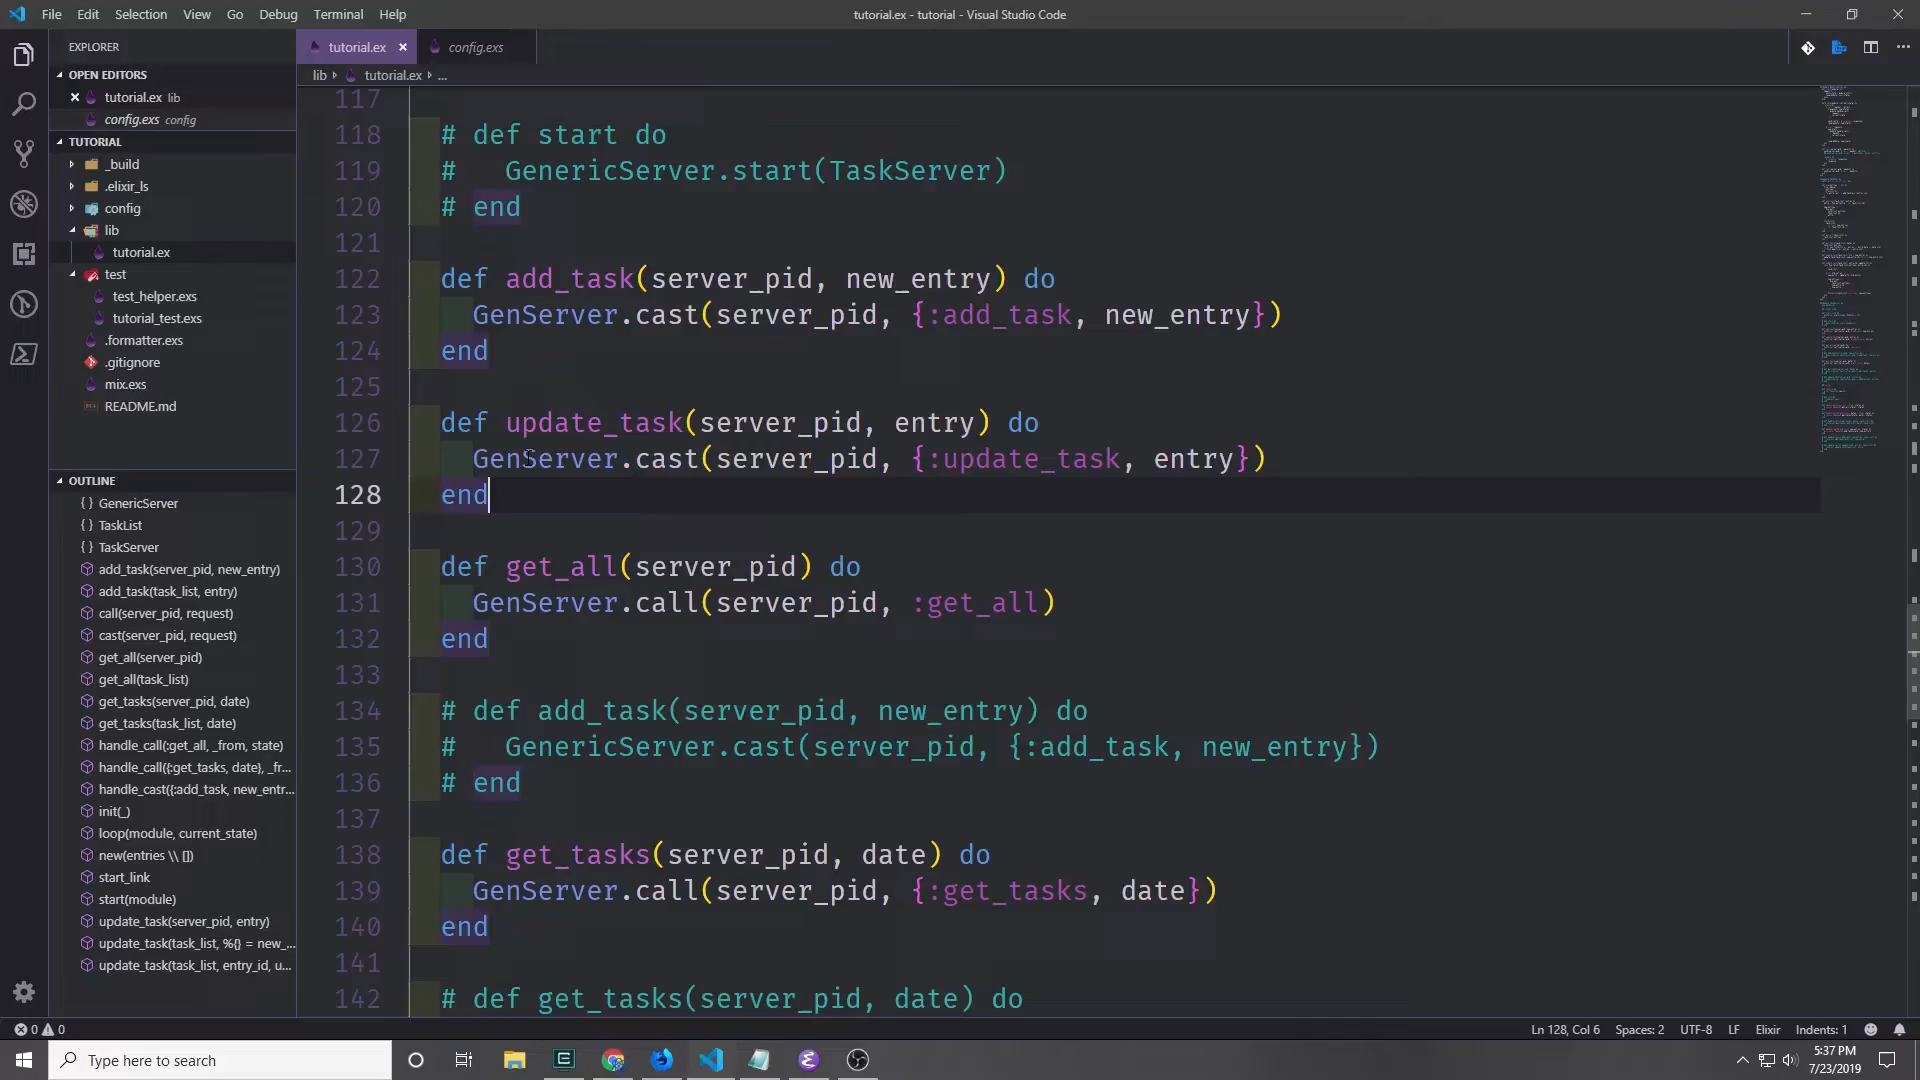 File Edit Selection View Go Debug Terminal Help
tutorial.ex - tutorial - Visual Studio Code
EXPLORER
OPEN EDITORS
tutorial.ex lib
config.exs config
TUTORIAL
_build
.elixir_ls
config
lib
tutorial.ex
test
test_helper.exs
tutorial_test.exs
.formatter.exs
.gitignore
mix.exs
README.md
OUTLINE
GenericServer
TaskList
TaskServer
add_task(server_pid, new_entry)
add_task(task_list, entry)
call(server_pid, request)
cast(server_pid, request)
get_all(server_pid)
get_all(task_list)
get_tasks(server_pid, date)
get_tasks(task_list, date)
handle_call(:get_all, _from, state)
handle_call({:get_tasks, date}, _fr...
handle_cast({:add_task, new_entr...
init(_)
loop(module, current_state)
new(entries \\ [])
start_link
start(module)
update_task(server_pid, entry)
update_task(task_list, %{} = new_...
update_task(task_list, entry_id, u...
tutorial.ex config.exs
lib tutorial.ex ...
117
118 # def start do
119 #   GenericServer.start(TaskServer)
120 # end
121
122 def add_task(server_pid, new_entry) do
123   GenServer.cast(server_pid, {:add_task, new_entry})
124 end
125
126 def update_task(server_pid, entry) do
127   GenServer.cast(server_pid, {:update_task, entry})
128 end
129
130 def get_all(server_pid) do
131   GenServer.call(server_pid, :get_all)
132 end
133
134 # def add_task(server_pid, new_entry) do
135 #   GenericServer.cast(server_pid, {:add_task, new_entry})
136 # end
137
138 def get_tasks(server_pid, date) do
139   GenServer.call(server_pid, {:get_tasks, date})
140 end
141
142 # def get_tasks(server_pid, date) do
0 0
Ln 128, Col 6 Spaces: 2 UTF-8 LF Elixir Indents: 1
Type here to search
5:37 PM
7/23/2019